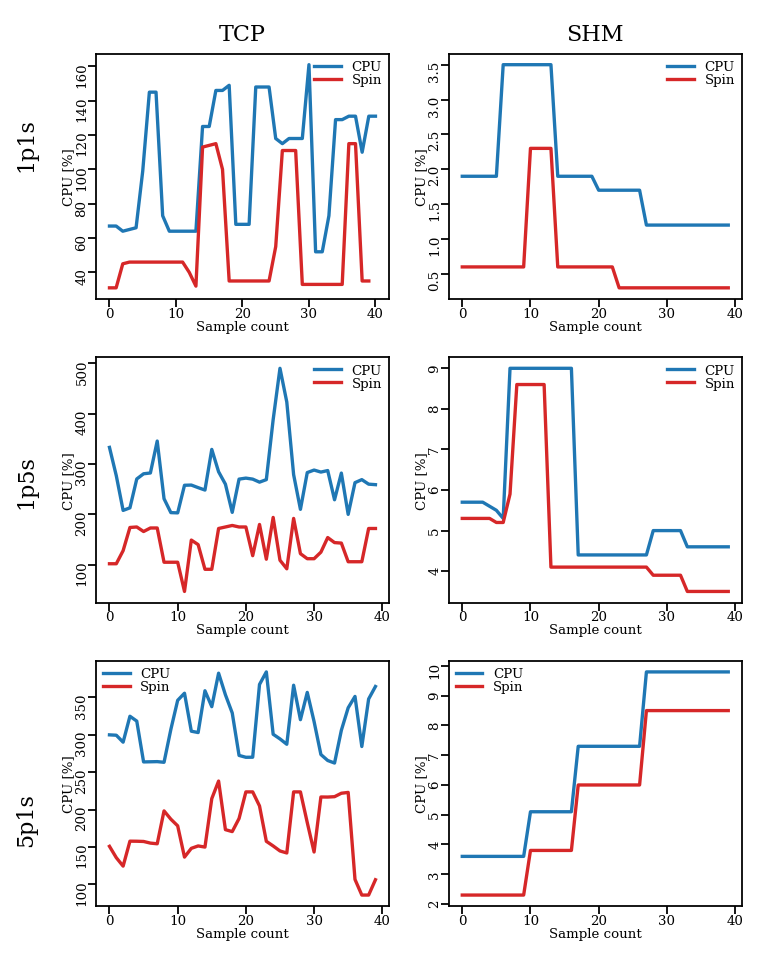 TCP
SHM
1p1s
CPU [%]
40
60
80
100
120
140
160
CPU
Spin
0
10
20
30
40
Sample count
CPU [%]
0.5
1.0
1.5
2.0
2.5
3.0
3.5
CPU
Spin
0
10
20
30
40
Sample count
1p5s
CPU [%]
100
200
300
400
500
CPU
Spin
0
10
20
30
40
Sample count
CPU [%]
4
5
6
7
8
9
CPU
Spin
0
10
20
30
40
Sample count
5p1s
CPU [%]
100
150
200
250
300
350
CPU
Spin
0
10
20
30
40
Sample count
CPU [%]
2
3
4
5
6
7
8
9
10
CPU
Spin
0
10
20
30
40
Sample count